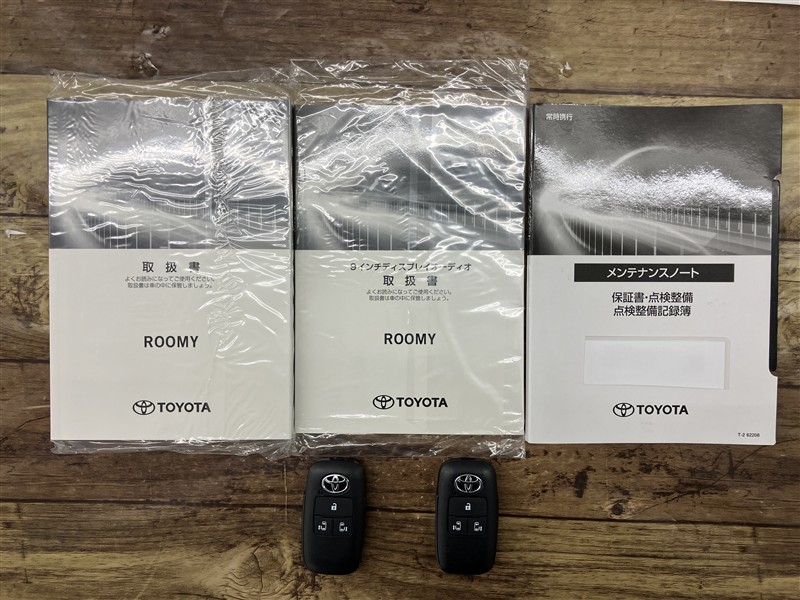 取扱書
よくお読みになってご使用ください。
取扱書は車の中に保管しましょう。
ROOMY
TOYOTA
9インチディスプレイオーディオ
取扱書
よくお読みになってご使用ください。
取扱書は車の中に保管しましょう。
ROOMY
TOYOTA
常時携行
メンテナンスノート
保証書・点検整備
点検整備記録簿
TOYOTA
T-2 62208